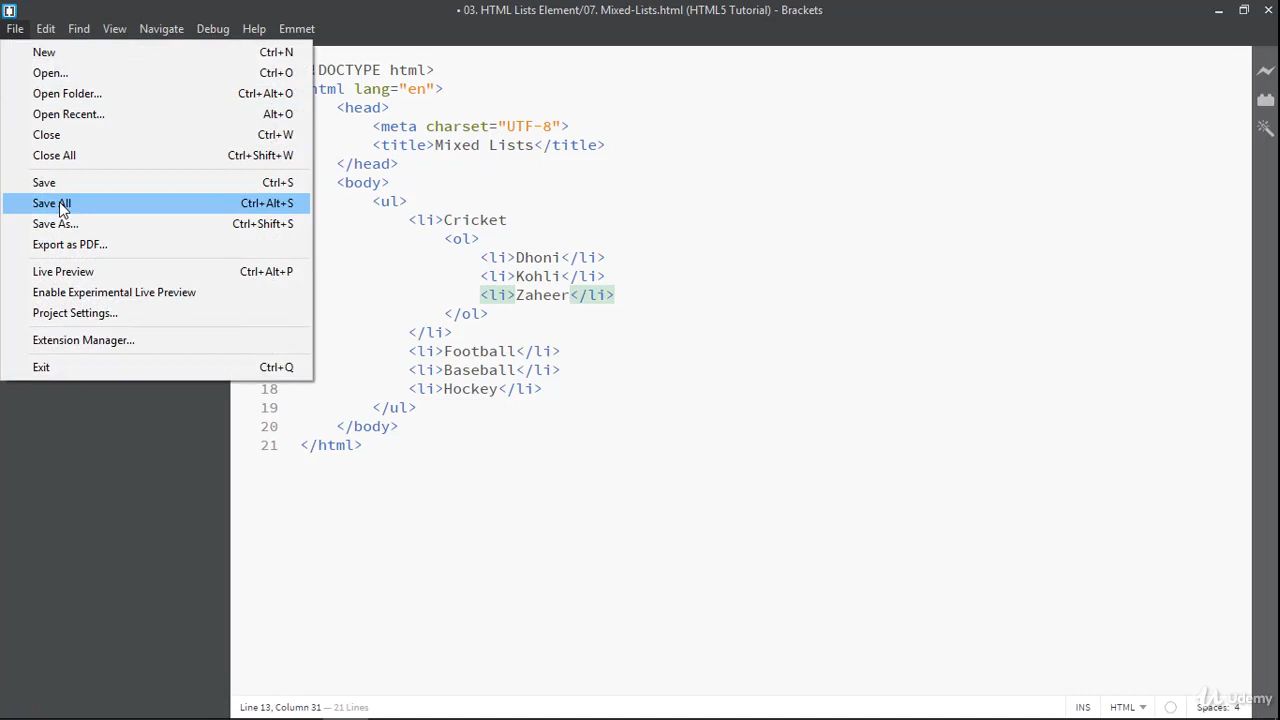 • 03. HTML Lists Element/07. Mixed-Lists.html (HTML5 Tutorial) - Brackets
File Edit Find View Navigate Debug Help Emmet
New Ctrl+N
Open... Ctrl+O
Open Folder... Ctrl+Alt+O
Open Recent... Alt+O
Close Ctrl+W
Close All Ctrl+Shift+W
Save Ctrl+S
Save All Ctrl+Alt+S
Save As... Ctrl+Shift+S
Export as PDF...
Live Preview Ctrl+Alt+P
Enable Experimental Live Preview
Project Settings...
Extension Manager...
Exit Ctrl+Q
!DOCTYPE html>
html lang="en">
<head>
<meta charset="UTF-8">
<title>Mixed Lists</title>
</head>
<body>
<ul>
<li>Cricket
<ol>
<li>Dhoni</li>
<li>Kohli</li>
<li>Zaheer</li>
</ol>
</li>
<li>Football</li>
<li>Baseball</li>
18 <li>Hockey</li>
19 </ul>
20 </body>
21 </html>
Line 13, Column 31 — 21 Lines
INS HTML Spaces: 4
Udemy